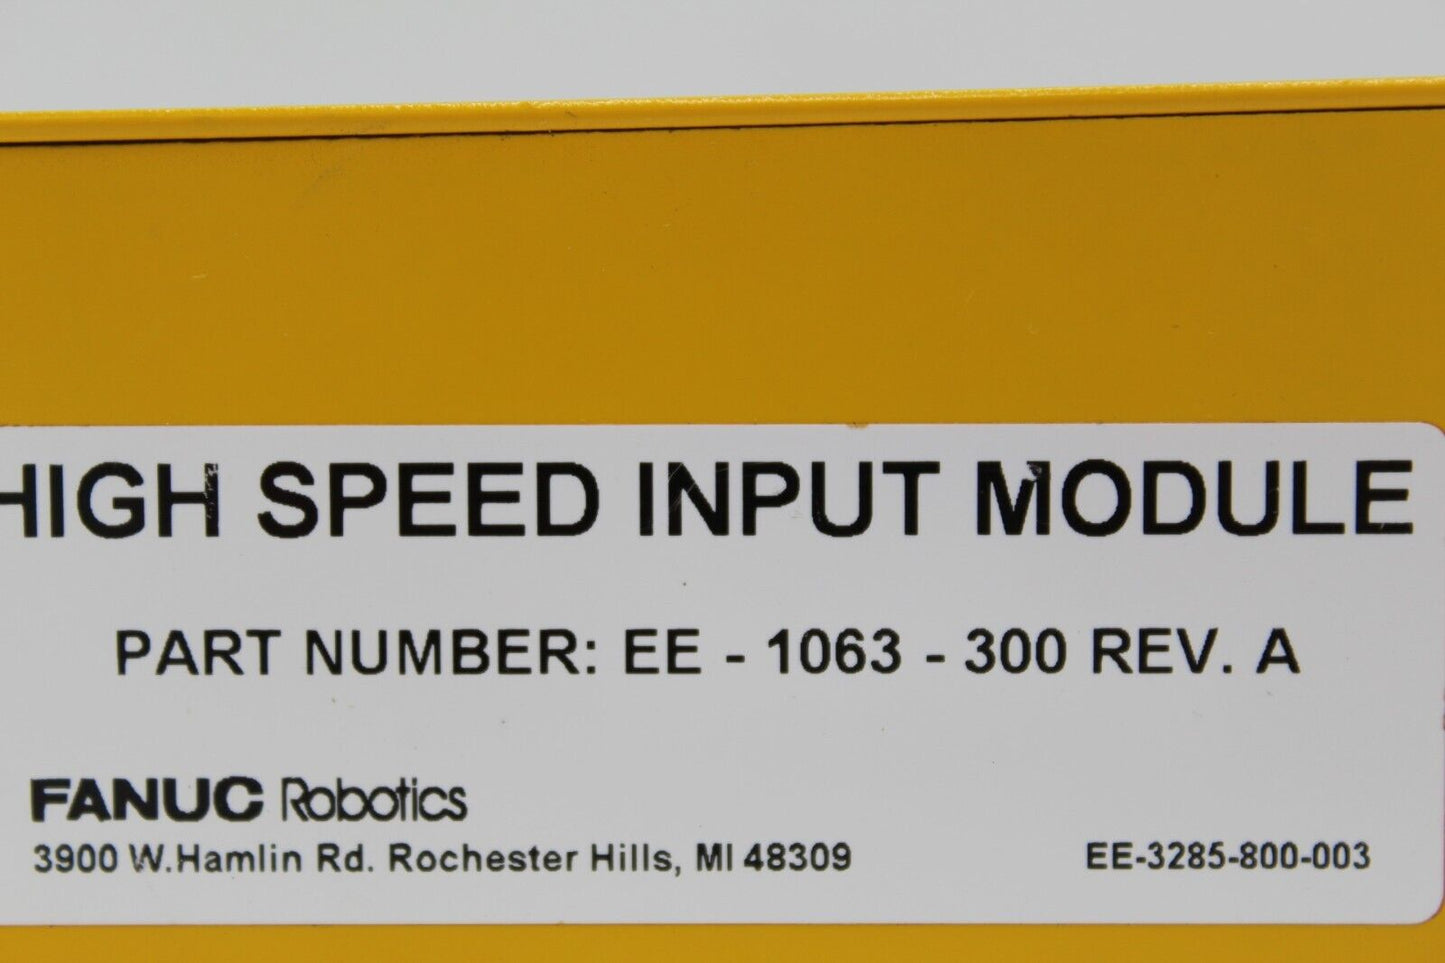 HIGH SPEED INPUT MODULE
PART NUMBER: EE - 1063 - 300 REV. A
FANUC Robotics
3900 W.Hamlin Rd. Rochester Hills, MI 48309
EE-3285-800-003